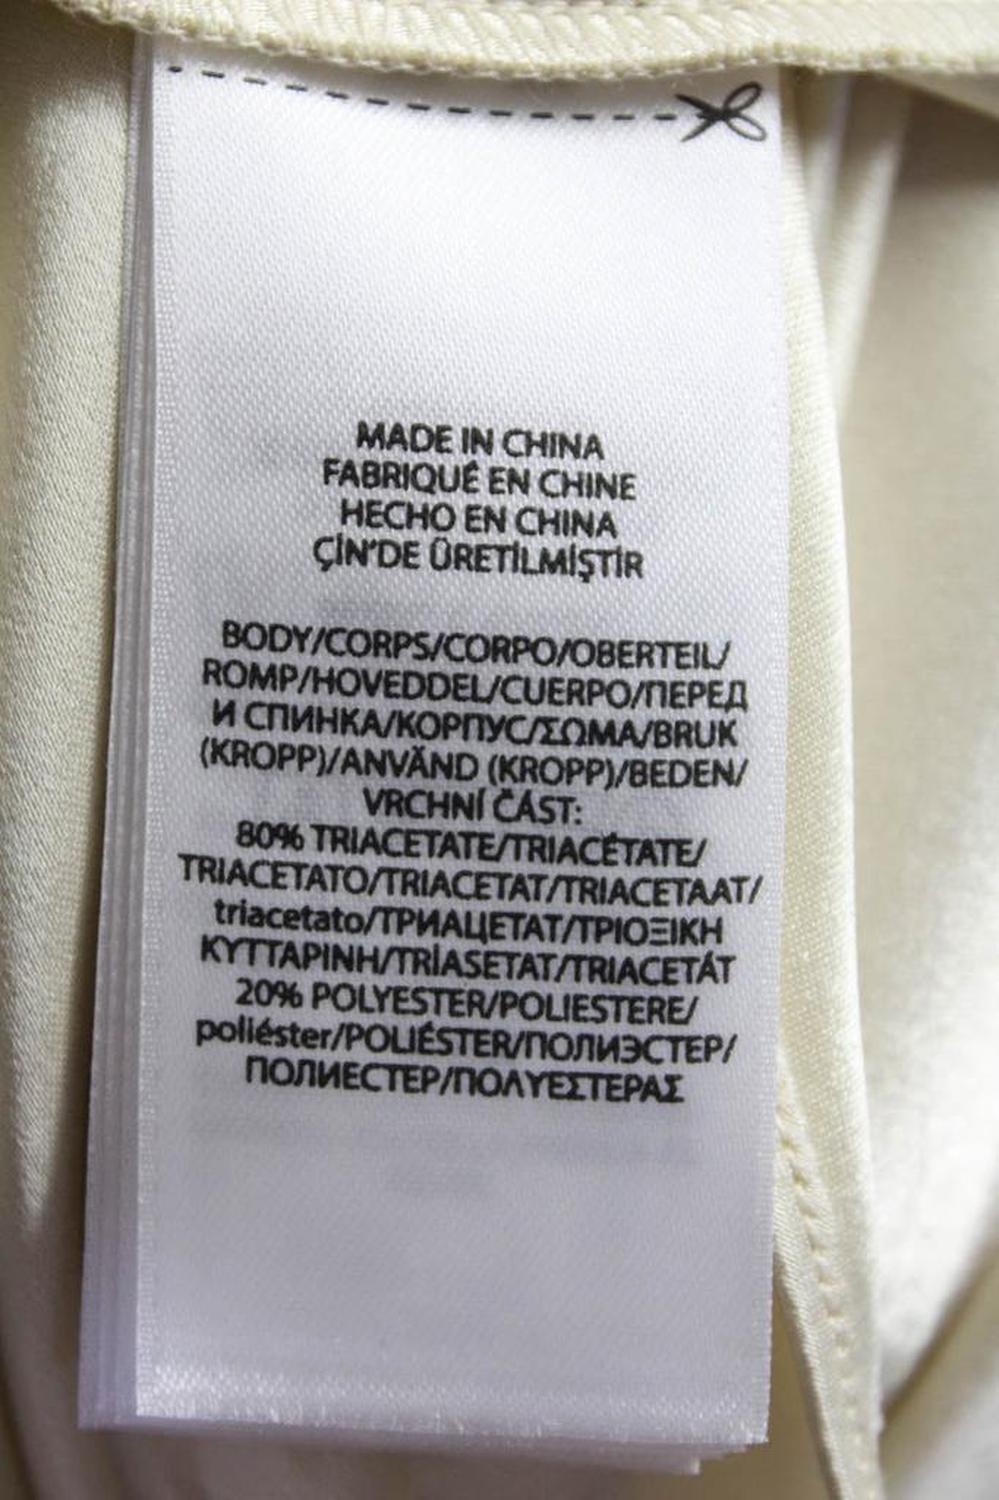 MADE IN CHINA
FABRIQUÉ EN CHINE
HECHO EN CHINA
ÇİN'DE ÜRETİLMİŞTİR
BODY/CORPS/CORPO/OBERTEIL/
ROMP/HOVEDDEL/CUERPO/ПЕРЕД
И СПИНКА/КОРПУС/ΣΩΜΑ/BRUK
(KROPP)/ANVÄND (KROPP)/BEDEN/
VRCHNÍ ČÁST:
80% TRIACETATE/TRIACÉTATE/
TRIACETATO/TRIACETAT/TRIACETAAT/
triacetato/ТРИАЦЕТАТ/ΤΡΙΟΞΙΚΗ
ΚΥΤΤΑΡΙΝΗ/TRİASETAT/TRIACETÁT
20% POLYESTER/POLIESTERE/
poliéster/POLIÉSTER/ПОЛИЭСТЕР/
ПОЛИЕСТЕР/ΠΟΛΥΕΣΤΕΡΑΣ